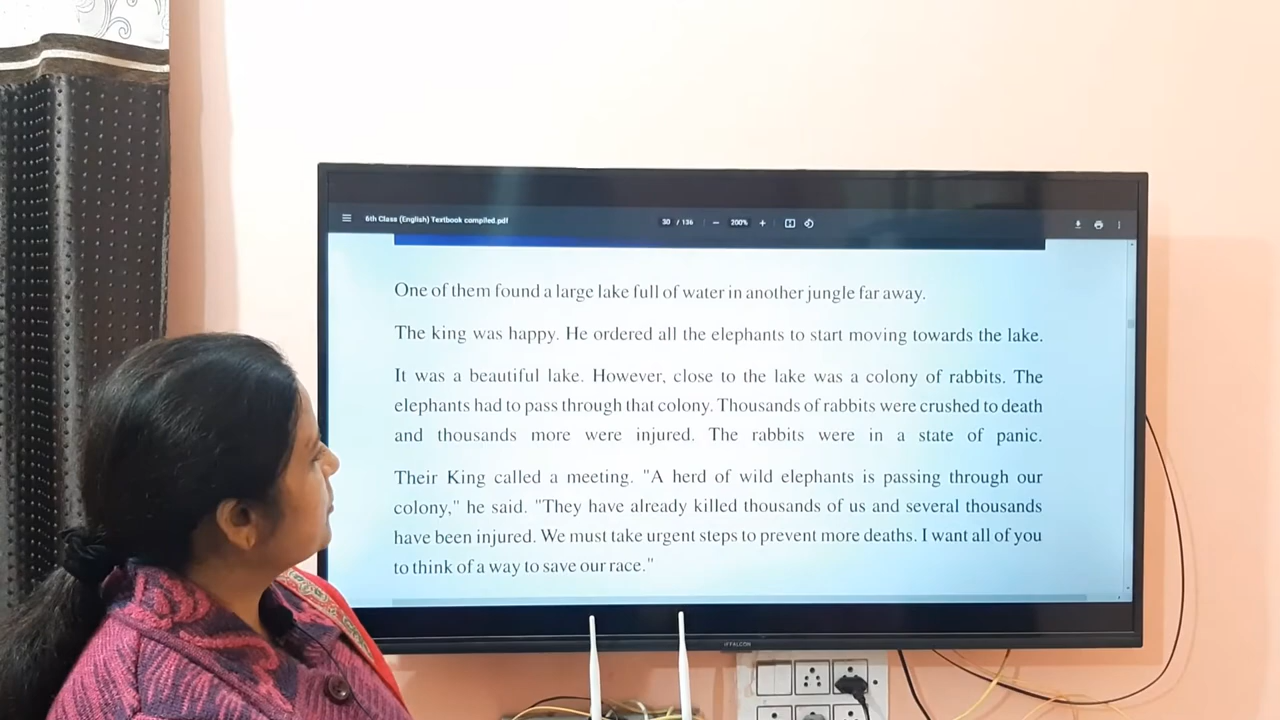 6th Class (English) Textbook compiled.pdf
30 / 136
200%
One of them found a large lake full of water in another jungle far away.
The king was happy. He ordered all the elephants to start moving towards the lake.
It was a beautiful lake. However, close to the lake was a colony of rabbits. The
elephants had to pass through that colony. Thousands of rabbits were crushed to death
and thousands more were injured. The rabbits were in a state of panic.
Their King called a meeting. "A herd of wild elephants is passing through our
colony," he said. "They have already killed thousands of us and several thousands
have been injured. We must take urgent steps to prevent more deaths. I want all of you
to think of a way to save our race."
iFFALCON